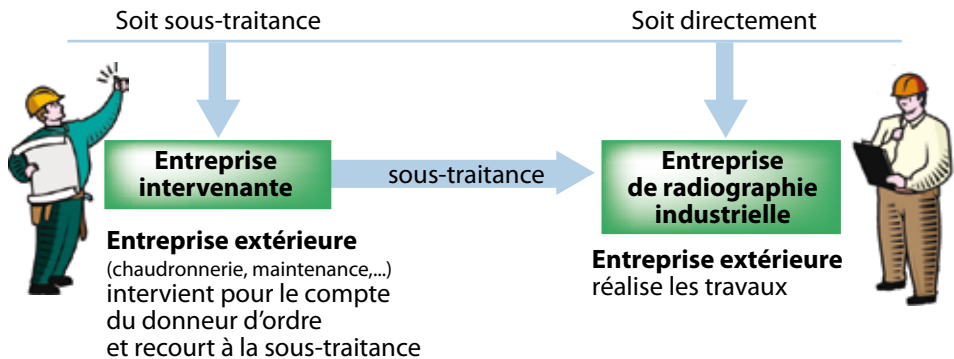 Soit sous-traitance
Soit directement
Entreprise
intervenante
sous-traitance
Entreprise
de radiographie
industrielle
Entreprise extérieure
(chaudronnerie, maintenance,...)
intervient pour le compte
du donneur d'ordre
et recourt à la sous-traitance
Entreprise extérieure
réalise les travaux